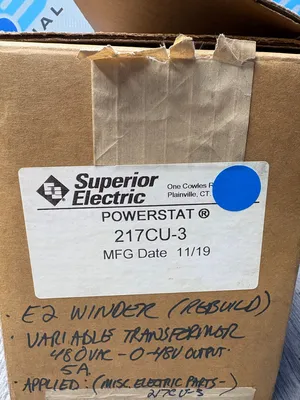 Superior
Electric
One Cowles R
Plainville, CT.
POWERSTAT ®
217CU-3
MFG Date 11/19
• E2 WINDER (REBUILD)
• VARIABLE TRANSFORMER
480VAC - 0-48V OUTPUT.
5A
• APPLIED: (MISC. ELECTRIC PARTS-)
217CU-3